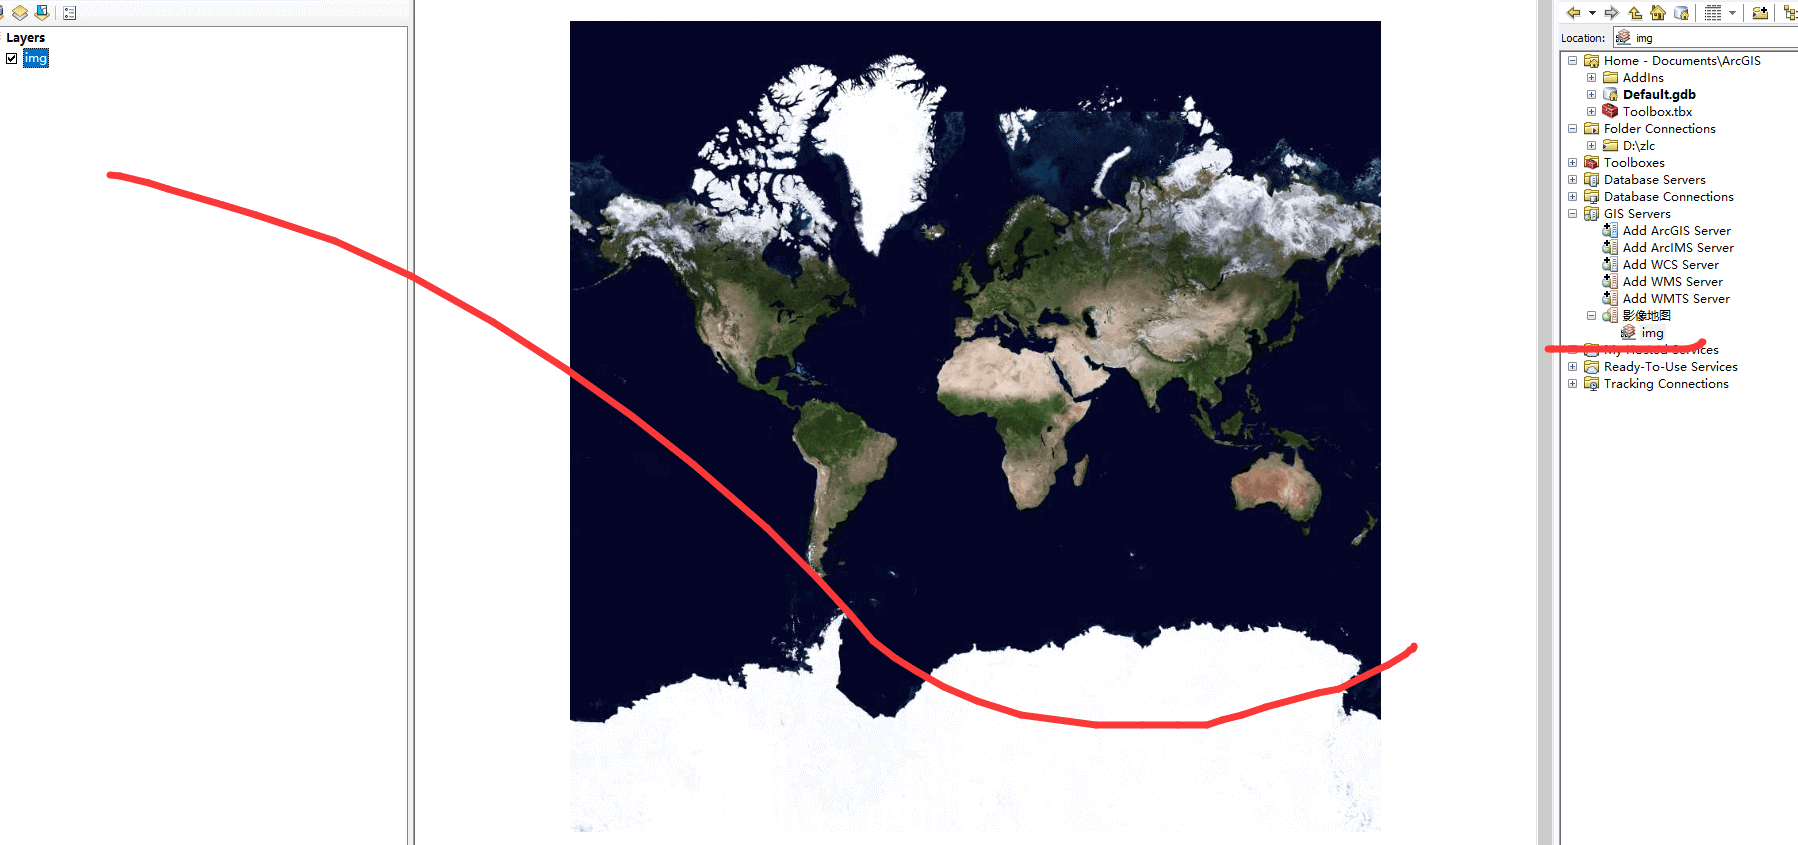 Layers
img
Location: img
Home - Documents\ArcGIS
AddIns
Default.gdb
Toolbox.tbx
Folder Connections
D:\zlc
Toolboxes
Database Servers
Database Connections
GIS Servers
Add ArcGIS Server
Add ArcIMS Server
Add WCS Server
Add WMS Server
Add WMTS Server
影像地图
img
My Hosted Services
Ready-To-Use Services
Tracking Connections